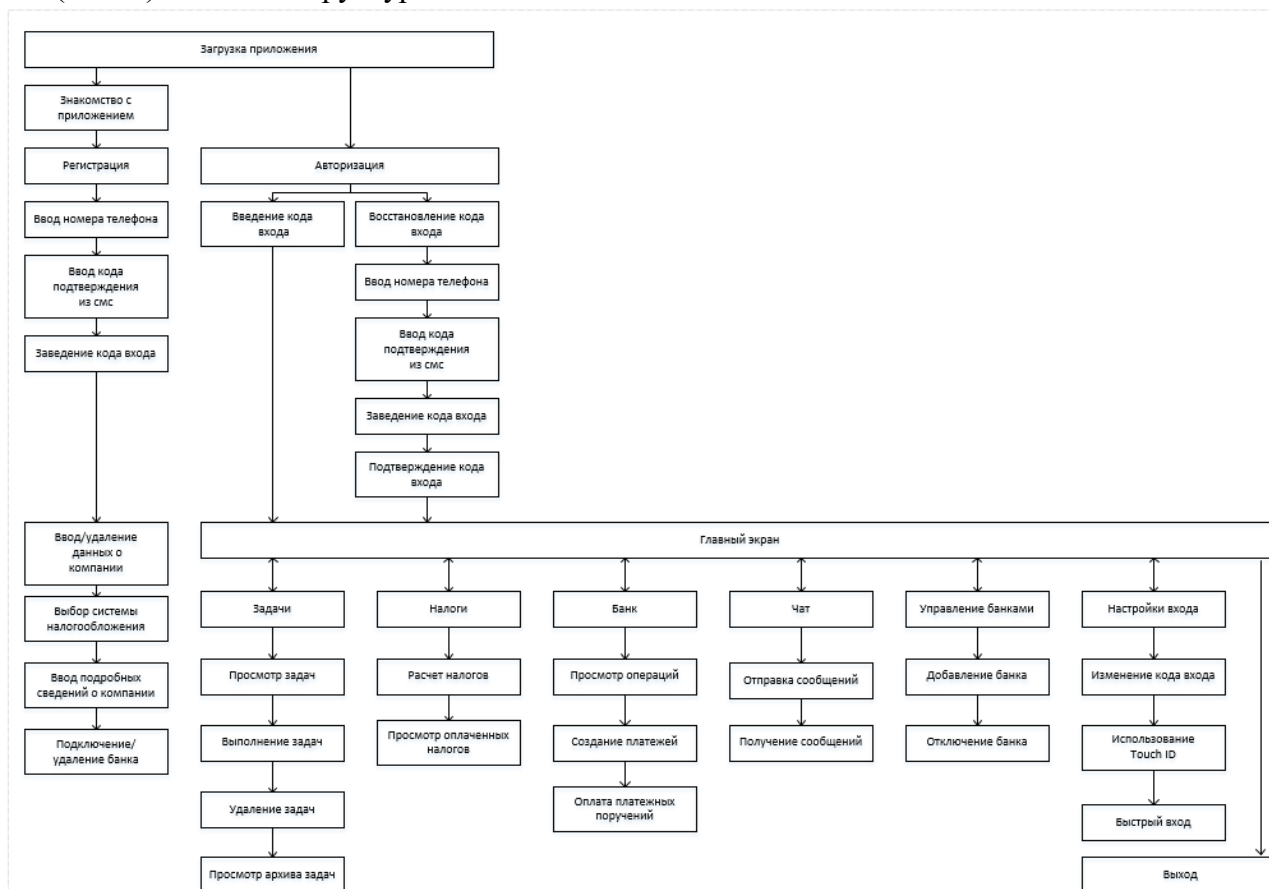 Загрузка приложения
Знакомство с
приложением
Регистрация
Авторизация
Ввод номера телефона
Введение кода
входа
Восстановление кода
входа
Ввод кода
подтверждения
из смс
Ввод номера телефона
Заведение кода входа
Ввод кода
подтверждения
из смс
Заведение кода входа
Подтверждение кода
входа
Ввод/удаление
данных о
компании
Главный экран
Выбор системы
налогообложения
Задачи
Налоги
Банк
Чат
Управление банками
Настройки входа
Ввод подробных
сведений о компании
Просмотр задач
Расчет налогов
Просмотр операций
Отправка сообщений
Добавление банка
Изменение кода входа
Подключение/
удаление банка
Выполнение задач
Просмотр оплаченных
налогов
Создание платежей
Получение сообщений
Отключение банка
Использование
Touch ID
Удаление задач
Оплата платежных
поручений
Быстрый вход
Просмотр архива задач
Выход